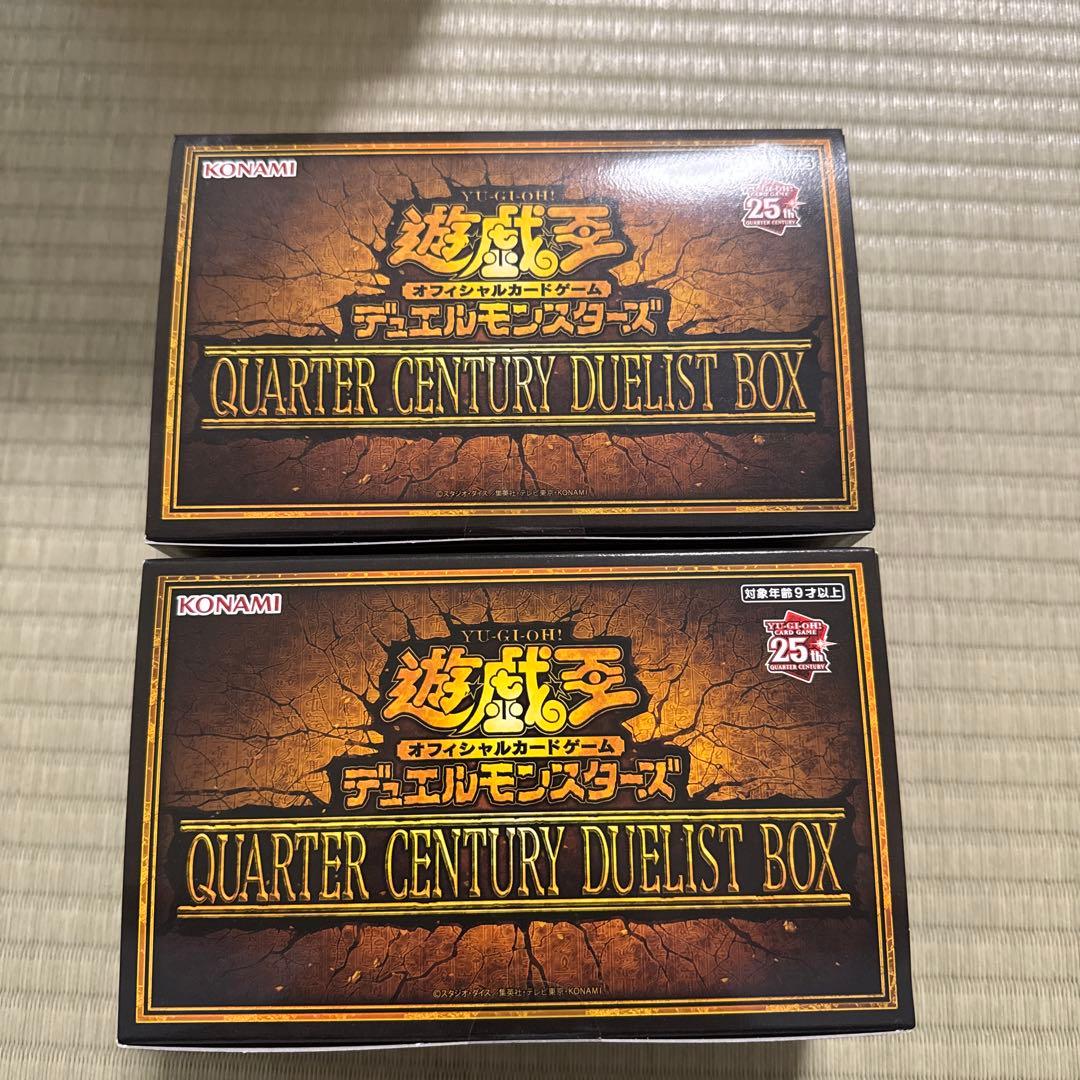 KONAMI
YU-GI-OH!
CARD GAME
25th
QUARTER CENTURY
YU-GI-OH!
遊戯王
オフィシャルカードゲーム
デュエルモンスターズ
QUARTER CENTURY DUELIST BOX
©スタジオ・ダイス/集英社・テレビ東京・KONAMI
KONAMI
対象年齢9才以上
YU-GI-OH!
CARD GAME
25th
QUARTER CENTURY
YU-GI-OH!
遊戯王
オフィシャルカードゲーム
デュエルモンスターズ
QUARTER CENTURY DUELIST BOX
©スタジオ・ダイス/集英社・テレビ東京・KONAMI